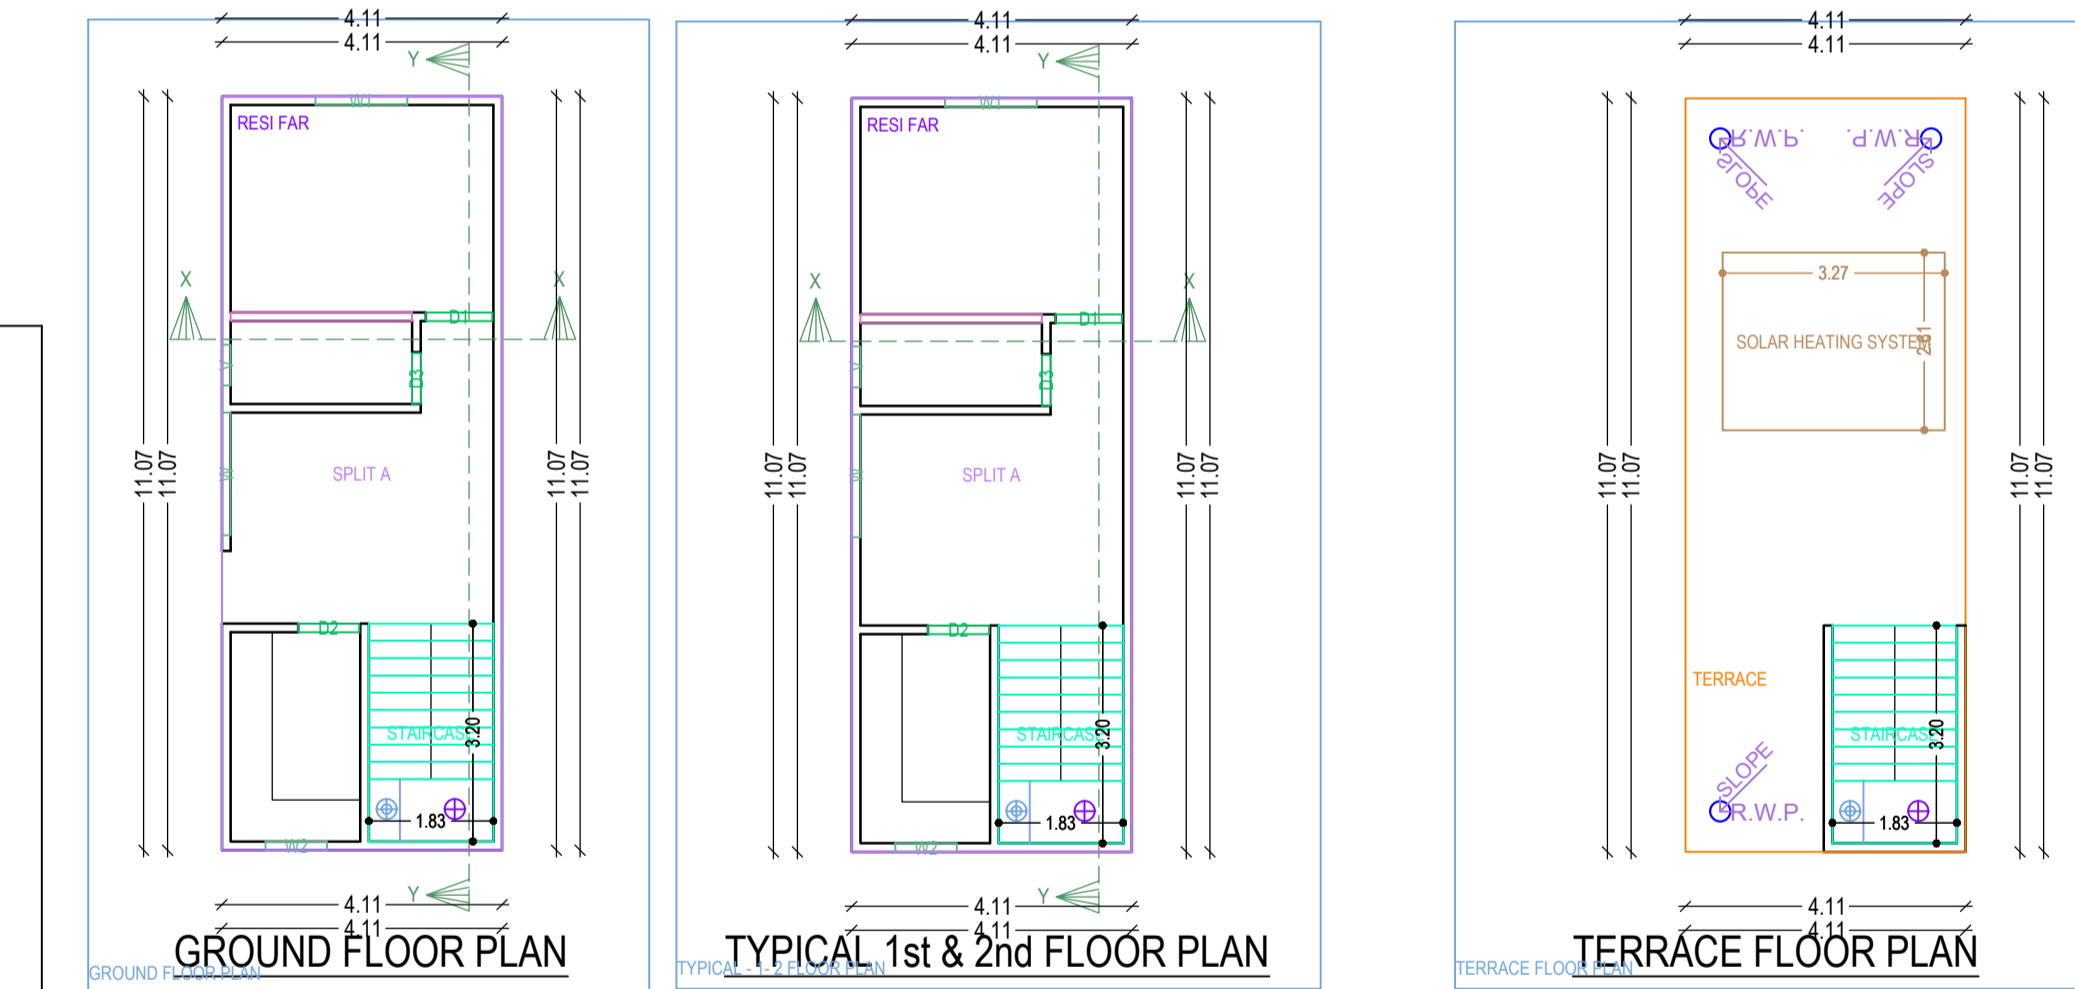 4.11
4.11
Y
11.07
11.07
11.07
11.07
W1
RESI FAR
X
X
D1
V
D3
W
SPLIT A
D2
STAIRCASE
3.20
1.83
W2
Y
4.11
4.11
GROUND FLOOR PLAN
GROUND FLOOR PLAN
4.11
4.11
Y
11.07
11.07
11.07
11.07
W1
RESI FAR
X
X
D1
V
D3
W
SPLIT A
D2
STAIRCASE
3.20
1.83
W2
Y
4.11
4.11
TYPICAL 1st & 2nd FLOOR PLAN
TYPICAL - 1- 2 FLOOR PLAN
4.11
4.11
11.07
11.07
11.07
11.07
R.W.P.
R.W.P.
SLOPE
SLOPE
3.27
SOLAR HEATING SYSTEM
TERRACE
STAIRCASE
3.20
SLOPE
R.W.P.
1.83
4.11
4.11
TERRACE FLOOR PLAN
TERRACE FLOOR PLAN